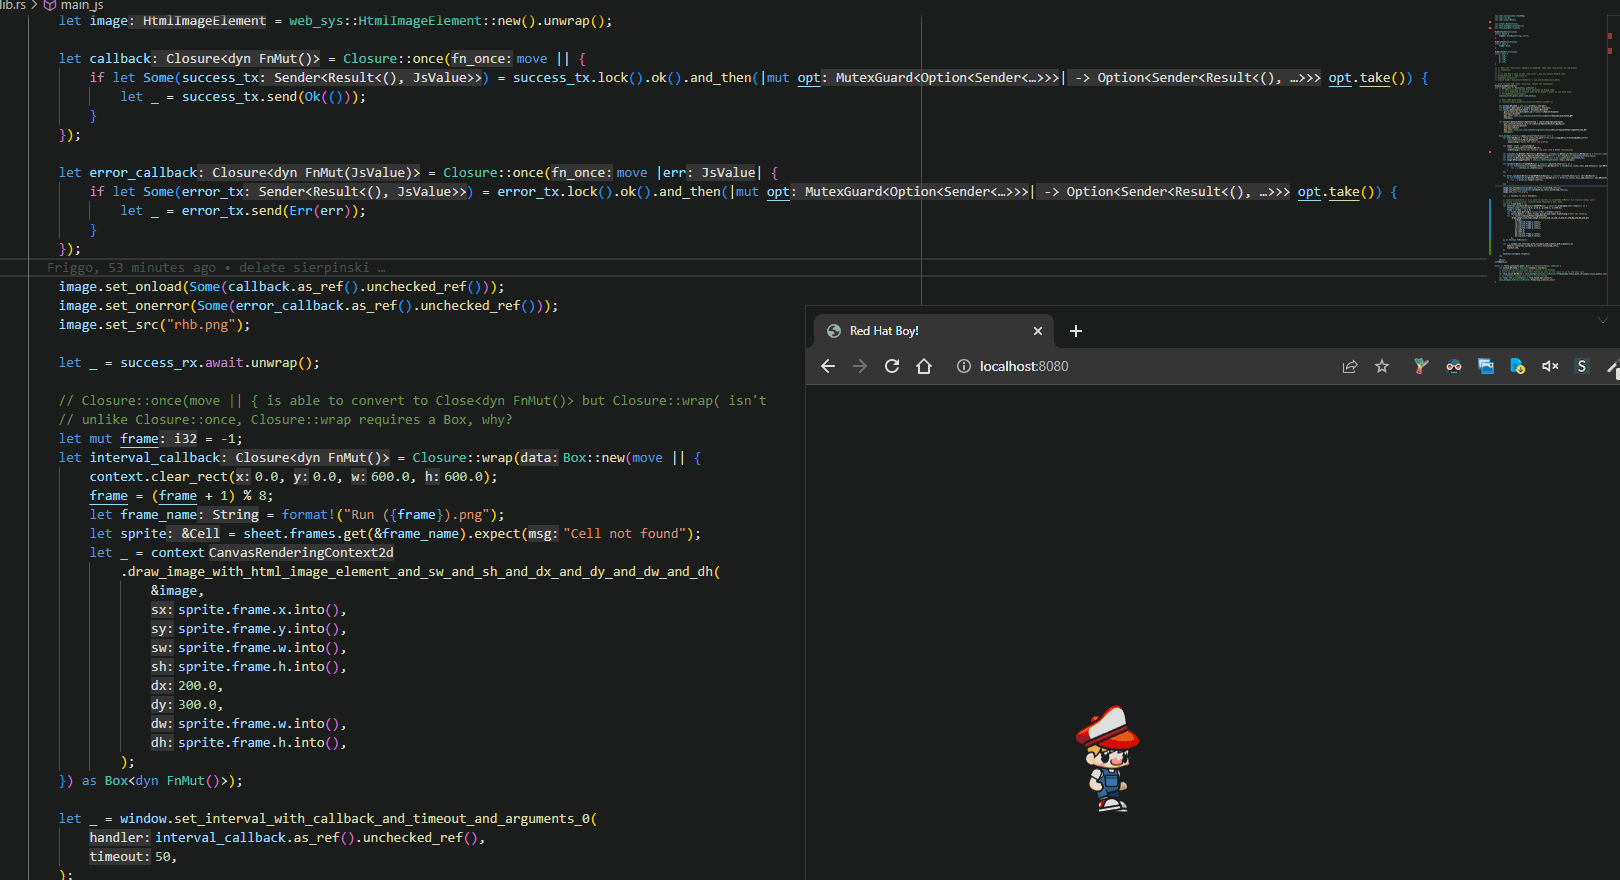 lib.rs > main_js
let image: HtmlImageElement = web_sys::HtmlImageElement::new().unwrap();
let callback: Closure<dyn FnMut()> = Closure::once(fn_once: move || {
if let Some(success_tx: Sender<Result<(), JsValue>>) = success_tx.lock().ok().and_then(|mut opt: MutexGuard<Option<Sender<…>>>| -> Option<Sender<Result<(), …>>> opt.take()) {
let _ = success_tx.send(Ok(()));
}
});
let error_callback: Closure<dyn FnMut(JsValue)> = Closure::once(fn_once: move |err: JsValue| {
if let Some(error_tx: Sender<Result<(), JsValue>>) = error_tx.lock().ok().and_then(|mut opt: MutexGuard<Option<Sender<…>>>| -> Option<Sender<Result<(), …>>> opt.take()) {
let _ = error_tx.send(Err(err));
}
});
Friggo, 53 minutes ago • delete sierpinski …
image.set_onload(Some(callback.as_ref().unchecked_ref()));
image.set_onerror(Some(error_callback.as_ref().unchecked_ref()));
image.set_src("rhb.png");
let _ = success_rx.await.unwrap();
// Closure::once(move || { is able to convert to Close<dyn FnMut()> but Closure::wrap( isn't
// unlike Closure::once, Closure::wrap requires a Box, why?
let mut frame: i32 = -1;
let interval_callback: Closure<dyn FnMut()> = Closure::wrap(data: Box::new(move || {
context.clear_rect(x: 0.0, y: 0.0, w: 600.0, h: 600.0);
frame = (frame + 1) % 8;
let frame_name: String = format!("Run ({frame}).png");
let sprite: &Cell = sheet.frames.get(&frame_name).expect(msg: "Cell not found");
let _ = context CanvasRenderingContext2d
.draw_image_with_html_image_element_and_sw_and_sh_and_dx_and_dy_and_dw_and_dh(
&image,
sx: sprite.frame.x.into(),
sy: sprite.frame.y.into(),
sw: sprite.frame.w.into(),
sh: sprite.frame.h.into(),
dx: 200.0,
dy: 300.0,
dw: sprite.frame.w.into(),
dh: sprite.frame.h.into(),
);
}) as Box<dyn FnMut()>);
let _ = window.set_interval_with_callback_and_timeout_and_arguments_0(
handler: interval_callback.as_ref().unchecked_ref(),
timeout: 50,
);
Red Hat Boy!
localhost:8080
S